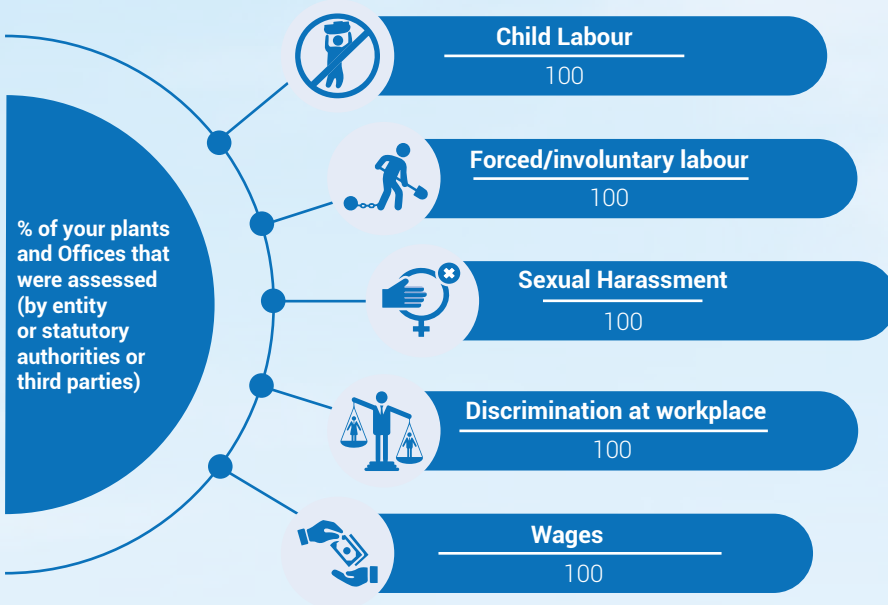 % of your plants
and Offices that
were assessed
(by entity
or statutory
authorities or
third parties)
Child Labour
100
Forced/involuntary labour
100
Sexual Harassment
100
Discrimination at workplace
100
Wages
100